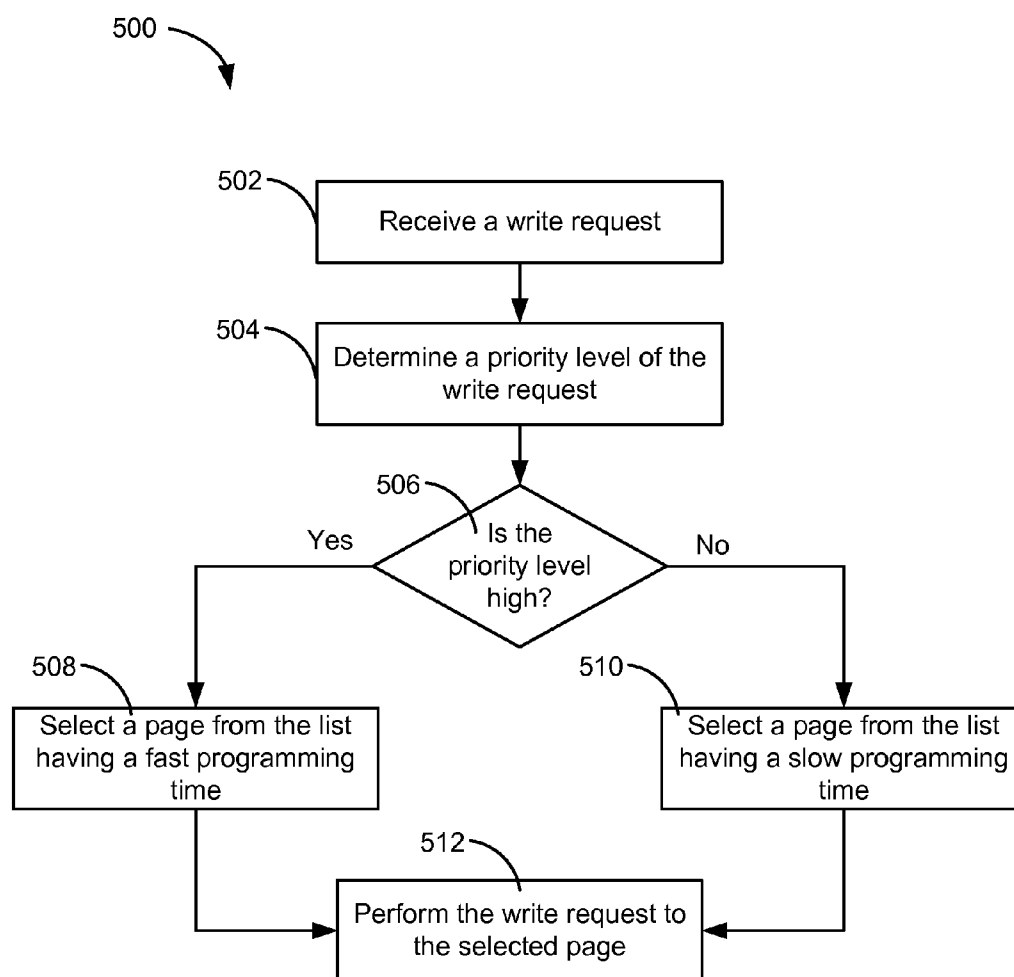 500
502
Receive a write request
504
Determine a priority level of the
write request
506
Is the
priority level
high?
Yes
No
508
Select a page from the list
having a fast programming
time
510
Select a page from the list
having a slow programming
time
512
Perform the write request to
the selected page